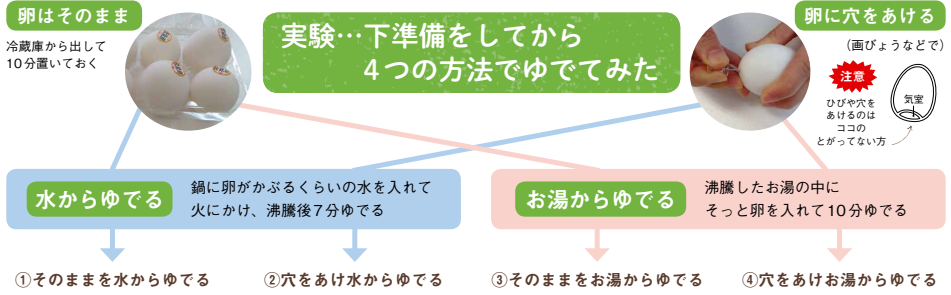 卵はそのまま
冷蔵庫から出して
10分置いておく
実験…下準備をしてから
4つの方法でゆでてみた
卵に穴をあける
（画びょうなどで）
注意
ひびや穴を
あけるのは
ココの
とがってない方
気室
水からゆでる
鍋に卵がかぶるくらいの水を入れて
火にかけ、沸騰後7分ゆでる
お湯からゆでる
沸騰したお湯の中に
そっと卵を入れて10分ゆでる
①そのままを水からゆでる
②穴をあけ水からゆでる
③そのままをお湯からゆでる
④穴をあけお湯からゆでる